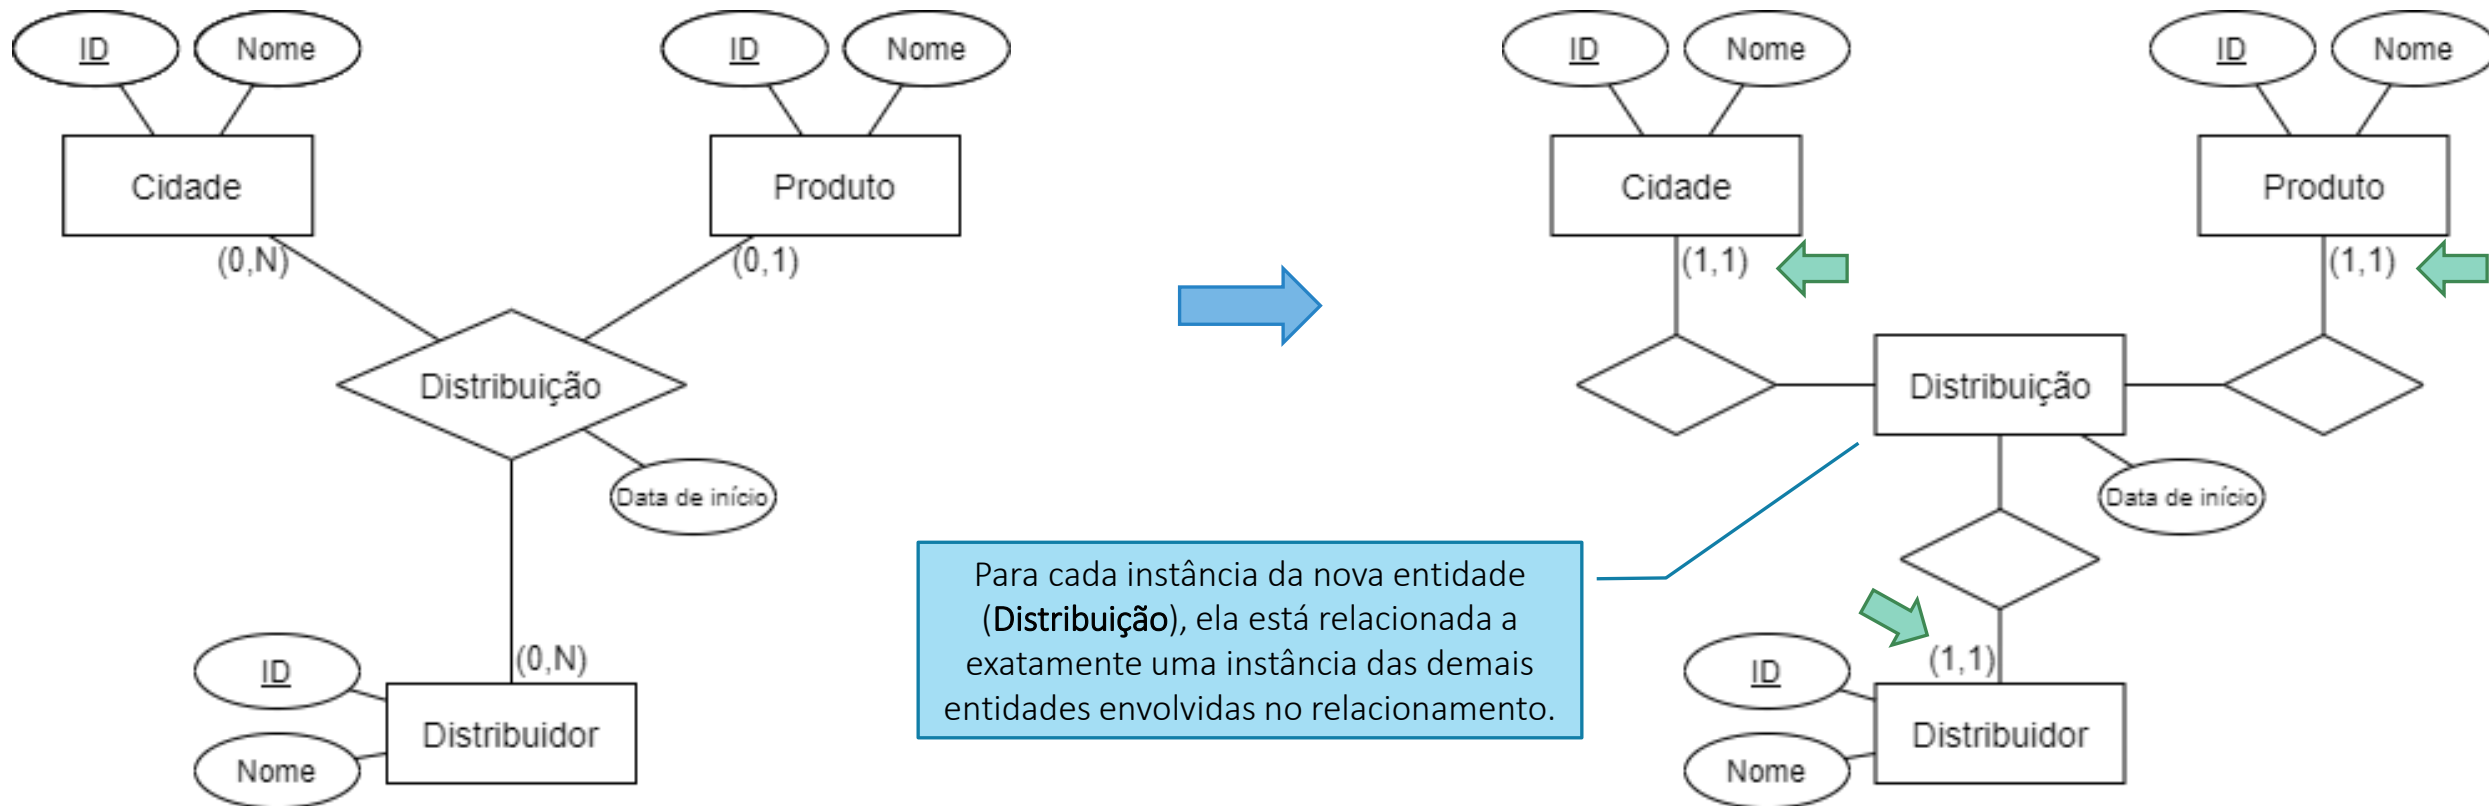 ID
Nome
ID
Nome
Cidade
Produto
(0,N)
(0,1)
Distribuição
Data de início
(0,N)
ID
Distribuidor
Nome
ID
Nome
ID
Nome
Cidade
Produto
(1,1)
(1,1)
Distribuição
Data de início
Para cada instância da nova entidade
(Distribuição), ela está relacionada a
exatamente uma instância das demais
entidades envolvidas no relacionamento.
(1,1)
ID
Distribuidor
Nome